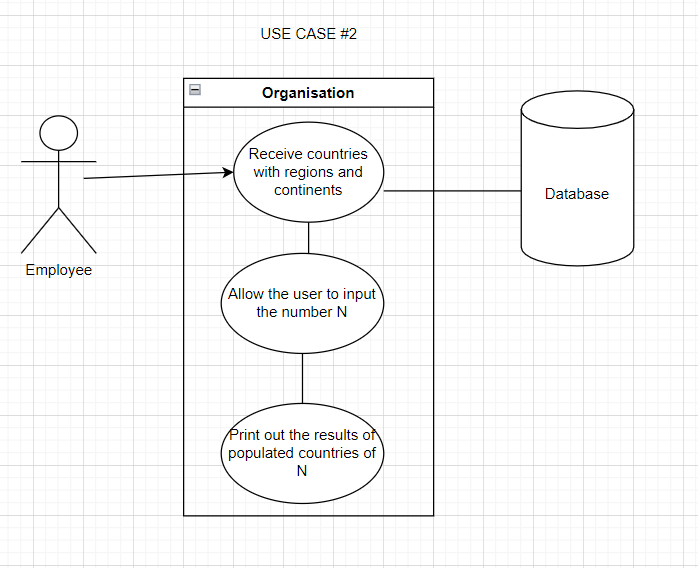 USE CASE #2
Organisation
Receive countries
with regions and
continents
Database
Employee
Allow the user to input
the number N
Print out the results of
populated countries of
N